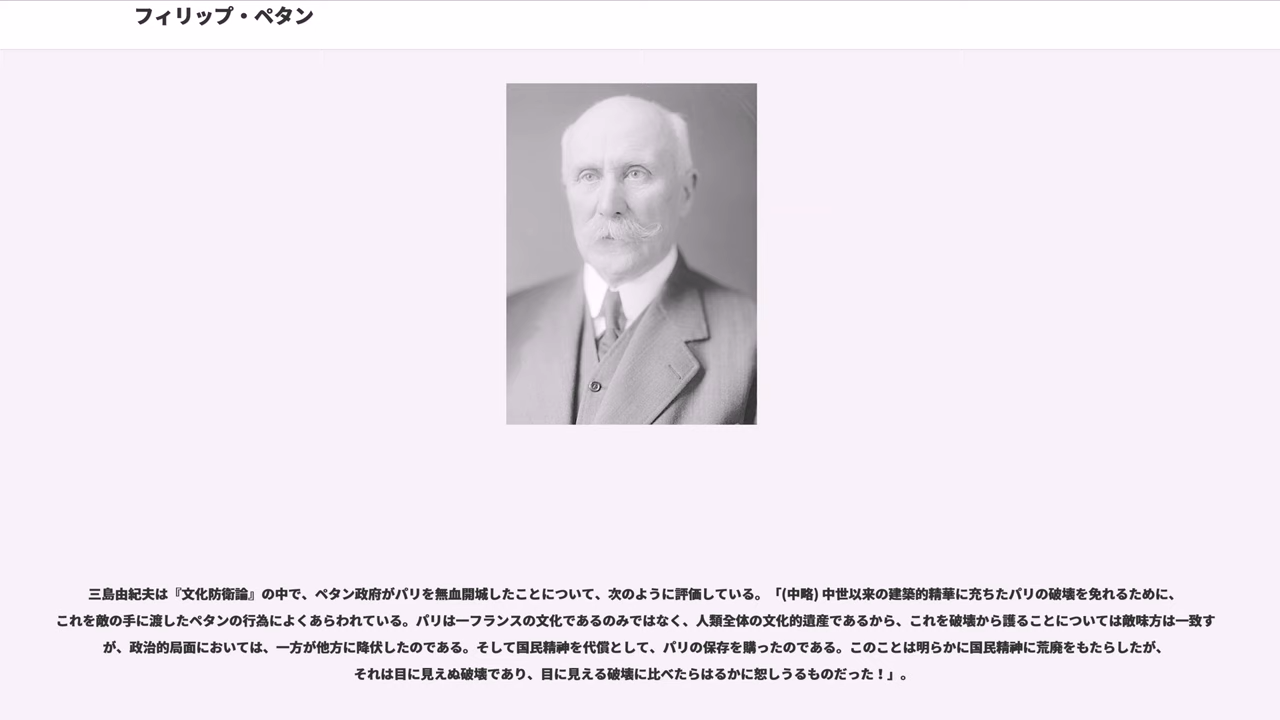 フィリップ・ペタン
三島由紀夫は『文化防衛論』の中で、ペタン政府がパリを無血開城したことについて、次のように評価している。「(中略) 中世以来の建築的精華に充ちたパリの破壊を免れるために、
これを敵の手に渡したペタンの行為によくあらわれている。パリは一フランスの文化であるのみではなく、人類全体の文化的遺産であるから、これを破壊から護ることについては敵味方は一致す
が、政治的局面においては、一方が他方に降伏したのである。そして国民精神を代償として、パリの保存を購ったのである。このことは明らかに国民精神に荒廃をもたらしたが、
それは目に見えぬ破壊であり、目に見える破壊に比べたらはるかに恕しうるものだった！」。